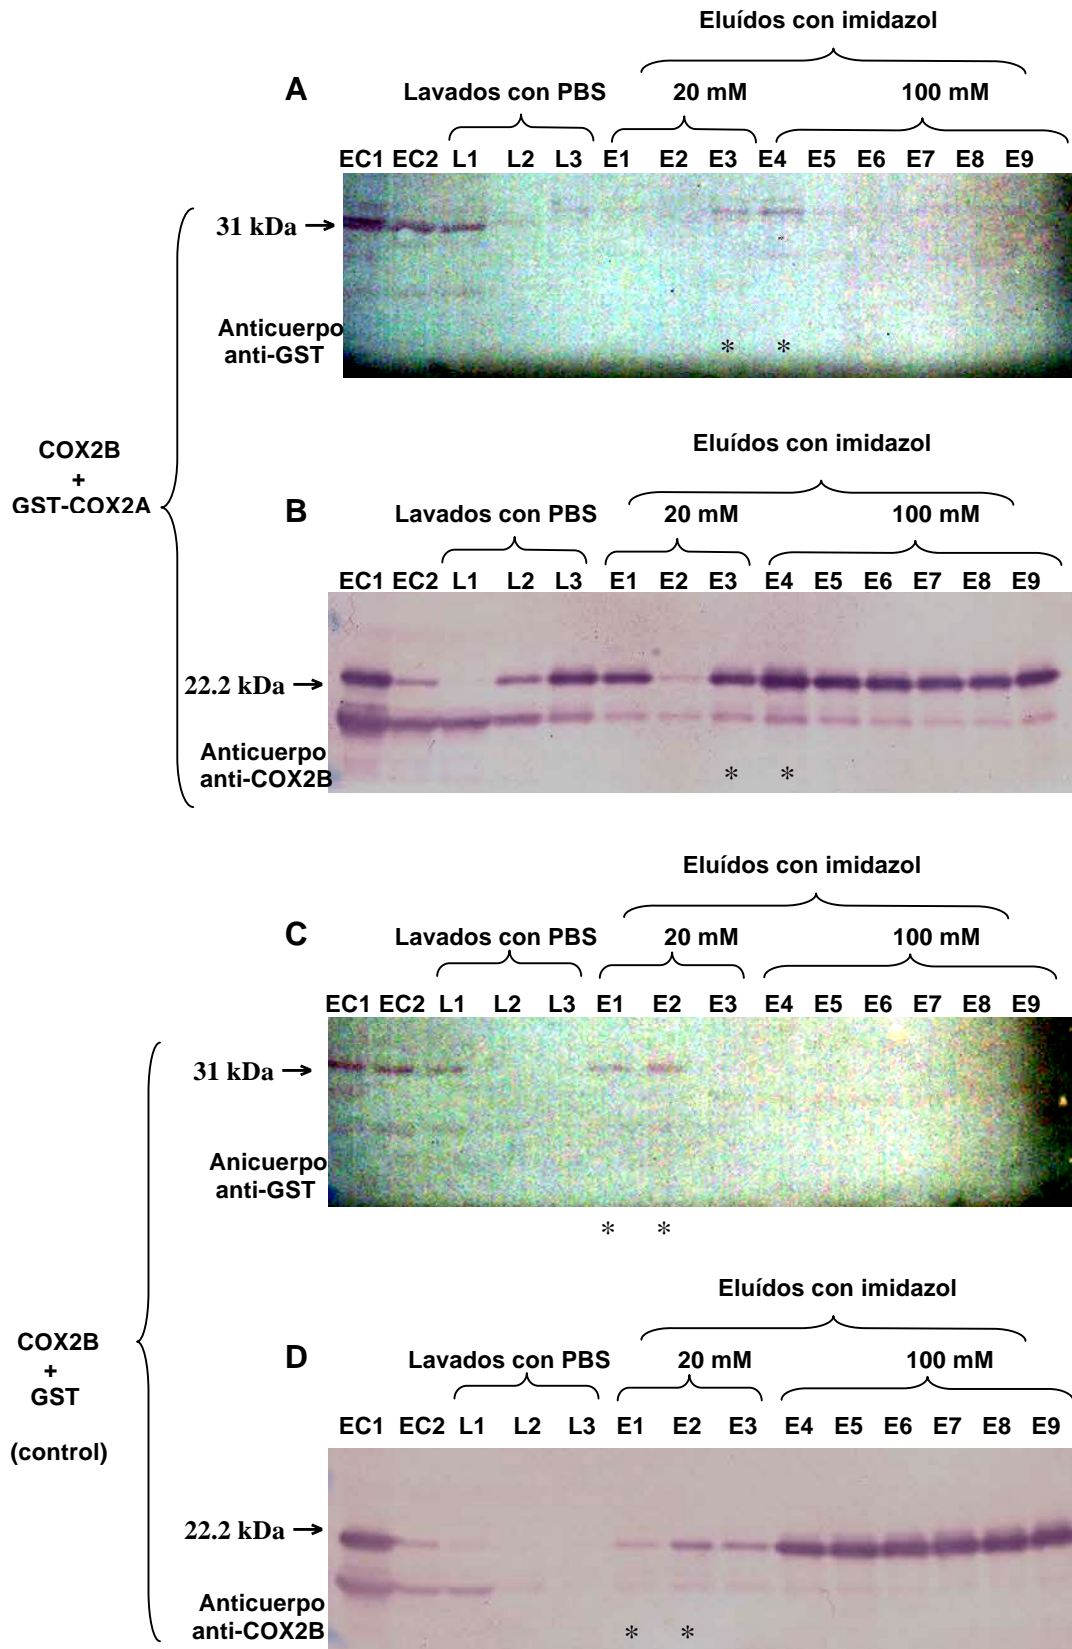 Eluídos con imidazol
A
Lavados con PBS 20 mM 100 mM
EC1 EC2 L1 L2 L3 E1 E2 E3 E4 E5 E6 E7 E8 E9
31 kDa →
Anticuerpo
anti-GST
* *
COX2B
+
GST-COX2A
Eluídos con imidazol
B
Lavados con PBS 20 mM 100 mM
EC1 EC2 L1 L2 L3 E1 E2 E3 E4 E5 E6 E7 E8 E9
22.2 kDa →
Anticuerpo
anti-COX2B
* *
Eluídos con imidazol
C
Lavados con PBS 20 mM 100 mM
EC1 EC2 L1 L2 L3 E1 E2 E3 E4 E5 E6 E7 E8 E9
31 kDa →
Anicuerpo
anti-GST
* *
COX2B
+
GST
(control)
Eluídos con imidazol
D
Lavados con PBS 20 mM 100 mM
EC1 EC2 L1 L2 L3 E1 E2 E3 E4 E5 E6 E7 E8 E9
22.2 kDa →
Anticuerpo
anti-COX2B
* *